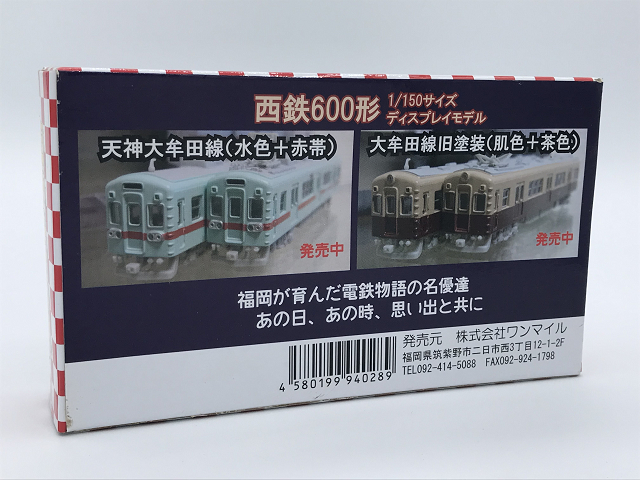 西鉄600形
1/150サイズ
ディスプレイモデル
天神大牟田線(水色＋赤帯)
大牟田線旧塗装(肌色＋茶色)
発売中
発売中
福岡が育んだ電鉄物語の名優達
あの日、あの時、思い出と共に
4 580199 940289
発売元 株式会社ワンマイル
福岡県筑紫野市二日市西3丁目12-1-2F
TEL092-414-5088 FAX092-924-1798